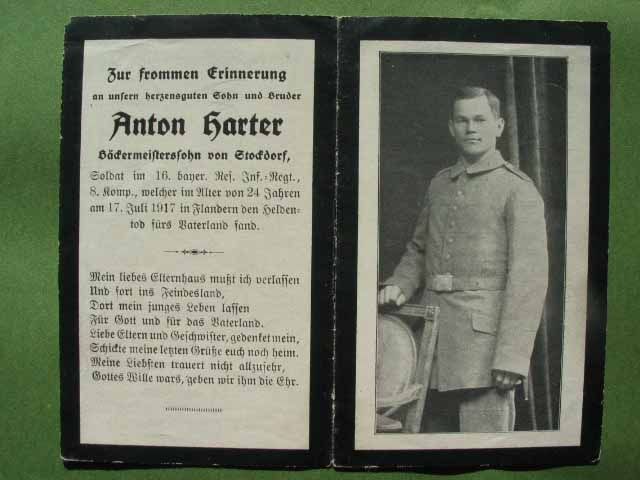 Zur frommen Erinnerung
an unsern herzensguten Sohn und Bruder
Anton Harter
Bäckermeisterssohn von Stockdorf,
Soldat im 16. bayer. Res. Inf.-Regt.,
8. Komp., welcher im Alter von 24 Jahren
am 17. Juli 1917 in Flandern den Helden-
tod fürs Vaterland fand.
Mein liebes Elternhaus mußt ich verlassen
Und fort ins Feindesland,
Dort mein junges Leben lassen
Für Gott und für das Vaterland.
Liebe Eltern und Geschwister, gedenket mein,
Schickte meine letzten Grüße euch noch heim.
Meine Liebsten trauert nicht allzusehr,
Gottes Wille wars, geben wir ihm die Ehr.